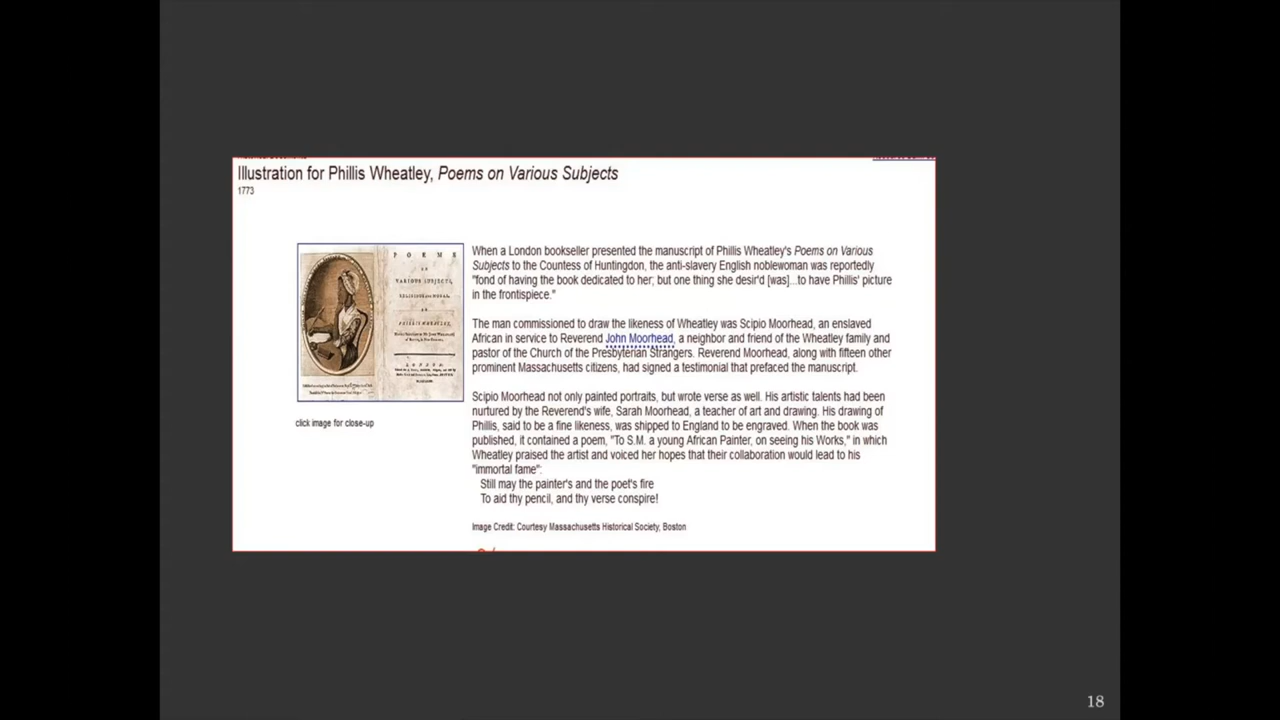 Illustration for Phillis Wheatley, Poems on Various Subjects
1773
POEMS
ON
VARIOUS SUBJECTS,
RELIGIOUS AND MORAL.
BY
PHILLIS WHEATLEY,
LONDON:
click image for close-up
When a London bookseller presented the manuscript of Phillis Wheatley's Poems on Various
Subjects to the Countess of Huntingdon, the anti-slavery English noblewoman was reportedly
"fond of having the book dedicated to her; but one thing she desir'd [was]...to have Phillis' picture
in the frontispiece."
The man commissioned to draw the likeness of Wheatley was Scipio Moorhead, an enslaved
African in service to Reverend John Moorhead, a neighbor and friend of the Wheatley family and
pastor of the Church of the Presbyterian Strangers. Reverend Moorhead, along with fifteen other
prominent Massachusetts citizens, had signed a testimonial that prefaced the manuscript.
Scipio Moorhead not only painted portraits, but wrote verse as well. His artistic talents had been
nurtured by the Reverend's wife, Sarah Moorhead, a teacher of art and drawing. His drawing of
Phillis, said to be a fine likeness, was shipped to England to be engraved. When the book was
published, it contained a poem, "To S.M. a young African Painter, on seeing his Works," in which
Wheatley praised the artist and voiced her hopes that their collaboration would lead to his
"immortal fame":
Still may the painter's and the poet's fire
To aid thy pencil, and thy verse conspire!
Image Credit: Courtesy Massachusetts Historical Society, Boston
18